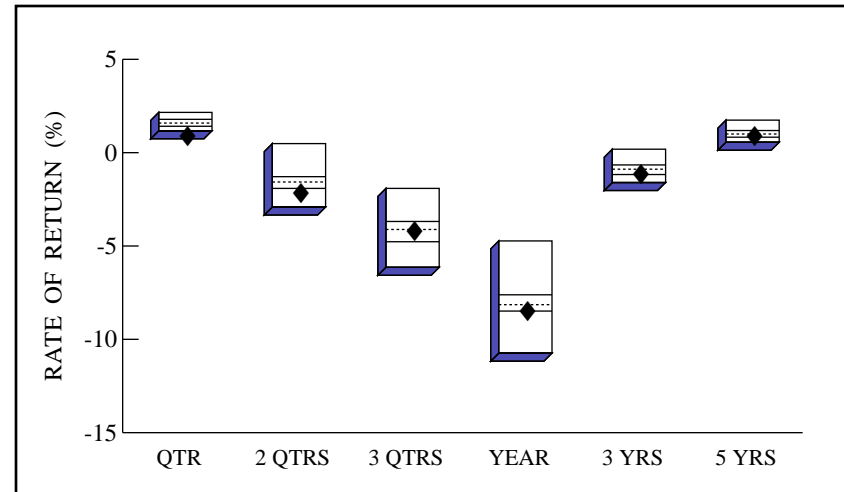 RATE OF RETURN (%)
5
0
-5
-10
-15
QTR 2 QTRS 3 QTRS YEAR 3 YRS 5 YRS